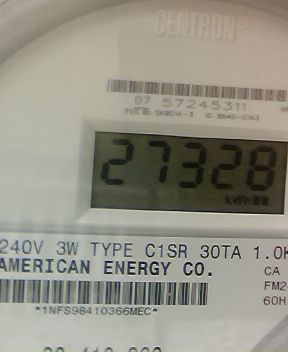 CENTRON®
07 57245311
27328
kWh
240V 3W TYPE C1SR 30TA 1.0K
AMERICAN ENERGY CO.
CA
FM2
60H
*1NFS98410366MEC*